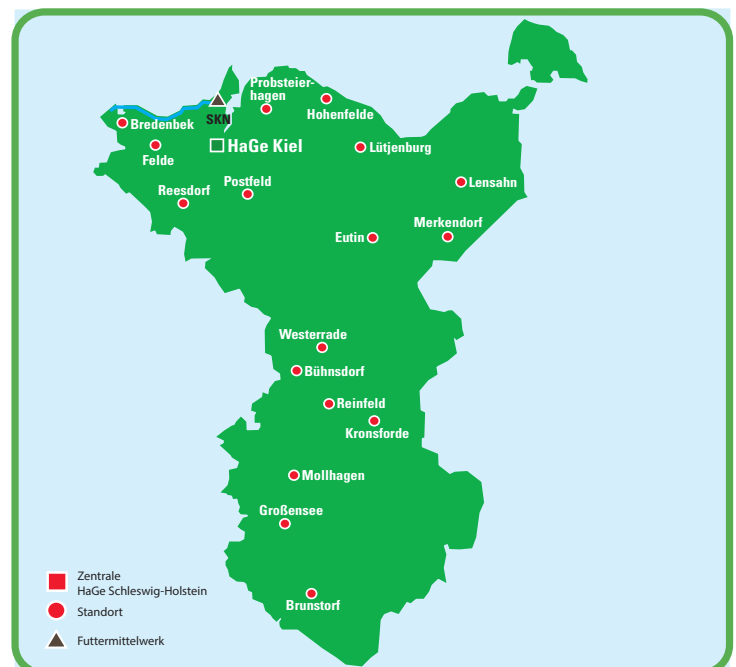 Probsteier-
hagen
Hohenfelde
SKN
Bredenbek
HaGe Kiel
Lütjenburg
Felde
Postfeld
Lensahn
Reesdorf
Merkendorf
Eutin
Westerrade
Bühnsdorf
Reinfeld
Kronsforde
Mollhagen
Großensee
Zentrale
HaGe Schleswig-Holstein
Standort
Brunstorf
Futtermittelwerk